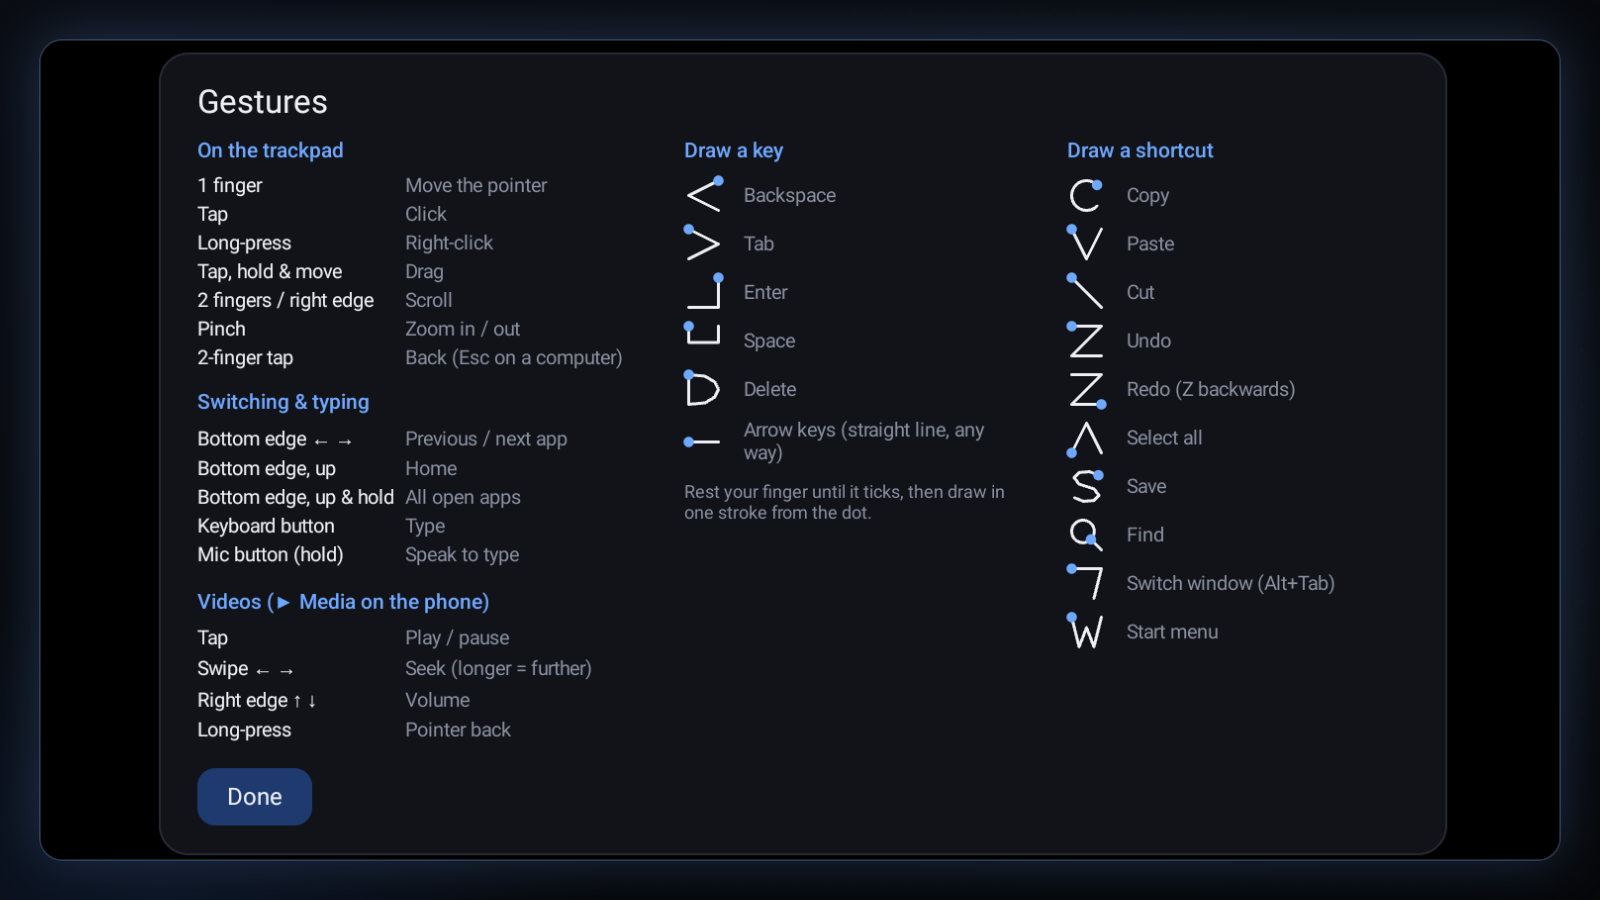 Gestures
On the trackpad
1 finger Move the pointer
Tap Click
Long-press Right-click
Tap, hold & move Drag
2 fingers / right edge Scroll
Pinch Zoom in / out
2-finger tap Back (Esc on a computer)
Switching & typing
Bottom edge ← → Previous / next app
Bottom edge, up Home
Bottom edge, up & hold All open apps
Keyboard button Type
Mic button (hold) Speak to type
Videos (► Media on the phone)
Tap Play / pause
Swipe ← → Seek (longer = further)
Right edge ↑ ↓ Volume
Long-press Pointer back
Done
Draw a key
Backspace
Tab
Enter
Space
Delete
Arrow keys (straight line, any
way)
Rest your finger until it ticks, then draw in
one stroke from the dot.
Draw a shortcut
Copy
Paste
Cut
Undo
Redo (Z backwards)
Select all
Save
Find
Switch window (Alt+Tab)
Start menu